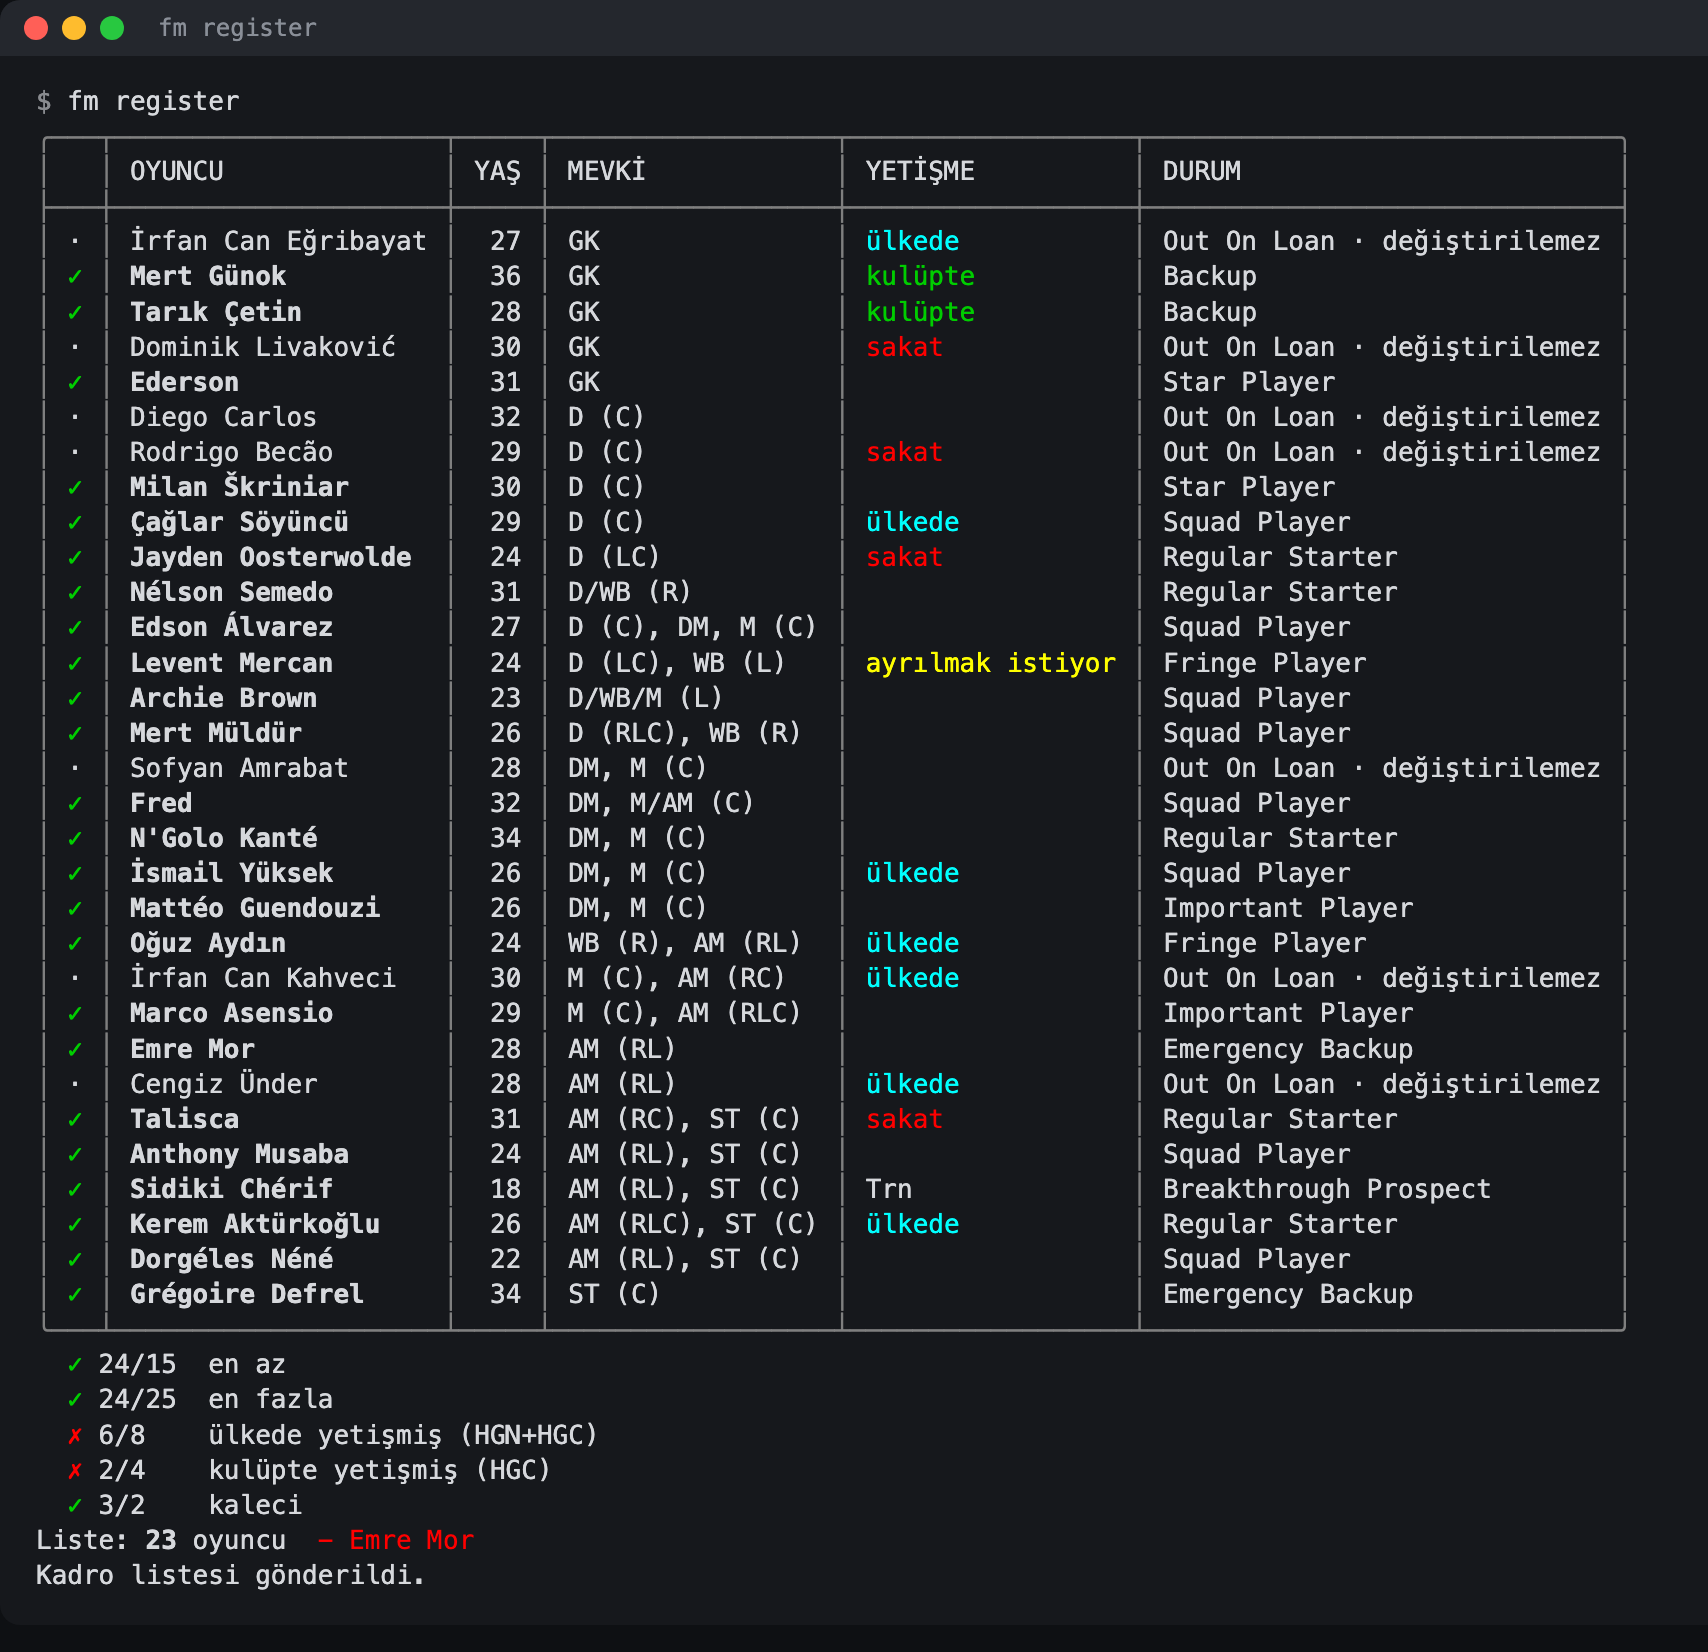 fm register
$ fm register
OYUNCU YAŞ MEVKİ YETİŞME DURUM
· İrfan Can Eğribayat 27 GK ülkede Out On Loan · değiştirilemez
✓ Mert Günok 36 GK kulüpte Backup
✓ Tarık Çetin 28 GK kulüpte Backup
· Dominik Livaković 30 GK sakat Out On Loan · değiştirilemez
✓ Ederson 31 GK Star Player
· Diego Carlos 32 D (C) Out On Loan · değiştirilemez
· Rodrigo Becão 29 D (C) sakat Out On Loan · değiştirilemez
✓ Milan Škriniar 30 D (C) Star Player
✓ Çağlar Söyüncü 29 D (C) ülkede Squad Player
✓ Jayden Oosterwolde 24 D (LC) sakat Regular Starter
✓ Nélson Semedo 31 D/WB (R) Regular Starter
✓ Edson Álvarez 27 D (C), DM, M (C) Squad Player
✓ Levent Mercan 24 D (LC), WB (L) ayrılmak istiyor Fringe Player
✓ Archie Brown 23 D/WB/M (L) Squad Player
✓ Mert Müldür 26 D (RLC), WB (R) Squad Player
· Sofyan Amrabat 28 DM, M (C) Out On Loan · değiştirilemez
✓ Fred 32 DM, M/AM (C) Squad Player
✓ N'Golo Kanté 34 DM, M (C) Regular Starter
✓ İsmail Yüksek 26 DM, M (C) ülkede Squad Player
✓ Mattéo Guendouzi 26 DM, M (C) Important Player
✓ Oğuz Aydın 24 WB (R), AM (RL) ülkede Fringe Player
· İrfan Can Kahveci 30 M (C), AM (RC) ülkede Out On Loan · değiştirilemez
✓ Marco Asensio 29 M (C), AM (RLC) Important Player
✓ Emre Mor 28 AM (RL) Emergency Backup
· Cengiz Ünder 28 AM (RL) ülkede Out On Loan · değiştirilemez
✓ Talisca 31 AM (RC), ST (C) sakat Regular Starter
✓ Anthony Musaba 24 AM (RL), ST (C) Squad Player
✓ Sidiki Chérif 18 AM (RL), ST (C) Trn Breakthrough Prospect
✓ Kerem Aktürkoğlu 26 AM (RLC), ST (C) ülkede Regular Starter
✓ Dorgéles Néné 22 AM (RL), ST (C) Squad Player
✓ Grégoire Defrel 34 ST (C) Emergency Backup
✓ 24/15 en az
✓ 24/25 en fazla
✗ 6/8 ülkede yetişmiş (HGN+HGC)
✗ 2/4 kulüpte yetişmiş (HGC)
✓ 3/2 kaleci
Liste: 23 oyuncu − Emre Mor
Kadro listesi gönderildi.